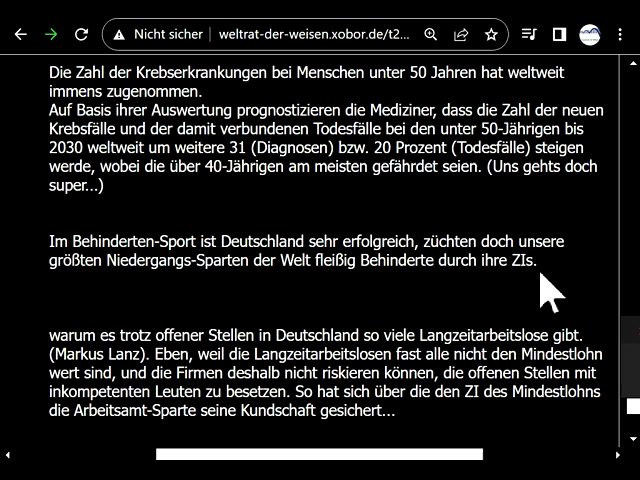 Nicht sicher
weltrat-der-weisen.xobor.de/t2...
Die Zahl der Krebserkrankungen bei Menschen unter 50 Jahren hat weltweit
immens zugenommen.
Auf Basis ihrer Auswertung prognostizieren die Mediziner, dass die Zahl der neuen
Krebsfälle und der damit verbundenen Todesfälle bei den unter 50-Jährigen bis
2030 weltweit um weitere 31 (Diagnosen) bzw. 20 Prozent (Todesfälle) steigen
werde, wobei die über 40-Jährigen am meisten gefährdet seien. (Uns gehts doch
super...)
Im Behinderten-Sport ist Deutschland sehr erfolgreich, züchten doch unsere
größten Niedergangs-Sparten der Welt fleißig Behinderte durch ihre ZIs.
warum es trotz offener Stellen in Deutschland so viele Langzeitarbeitslose gibt.
(Markus Lanz). Eben, weil die Langzeitarbeitslosen fast alle nicht den Mindestlohn
wert sind, und die Firmen deshalb nicht riskieren können, die offenen Stellen mit
inkompetenten Leuten zu besetzen. So hat sich über die den ZI des Mindestlohns
die Arbeitsamt-Sparte seine Kundschaft gesichert...